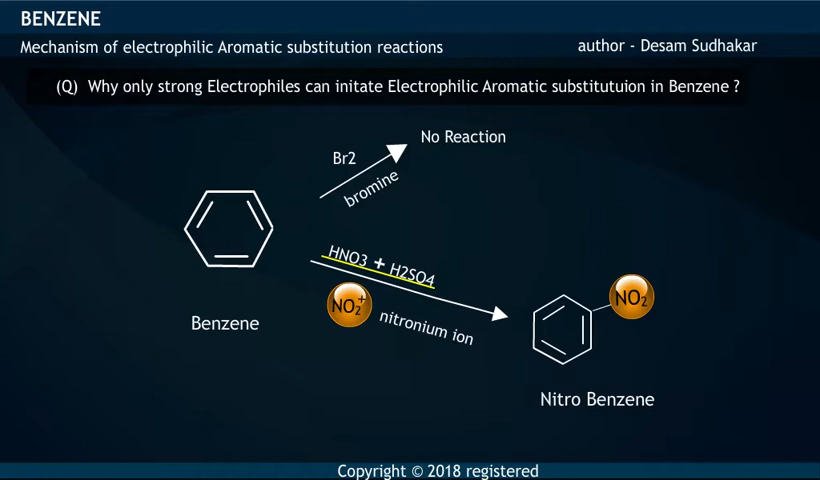 BENZENE
Mechanism of electrophilic Aromatic substitution reactions
author - Desam Sudhakar
(Q) Why only strong Electrophiles can initate Electrophilic Aromatic substitutuion in Benzene ?
No Reaction
Br2
bromine
HNO3 + H2SO4
NO2+
nitronium ion
NO2
Benzene
Nitro Benzene
Copyright © 2018 registered